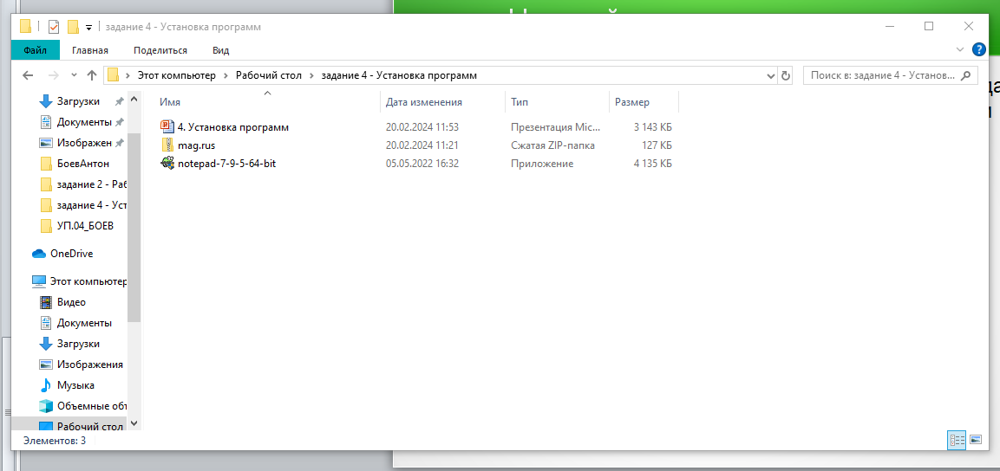 задание 4 - Установка программ
Файл Главная Поделиться Вид
Этот компьютер Рабочий стол задание 4 - Установка программ Поиск в: задание 4 - Установ...
Имя Дата изменения Тип Размер
4. Установка программ 20.02.2024 11:53 Презентация Mic... 3 143 КБ
mag.rus 20.02.2024 11:21 Сжатая ZIP-папка 127 КБ
notepad-7-9-5-64-bit 05.05.2022 16:32 Приложение 4 135 КБ
Загрузки
Документы
Изображен
БоевАнтон
задание 2 - Раб
задание 4 - Уст
УП.04_БОЕВ
OneDrive
Этот компьютер
Видео
Документы
Загрузки
Изображения
Музыка
Объемные объ
Рабочий стол
Элементов: 3